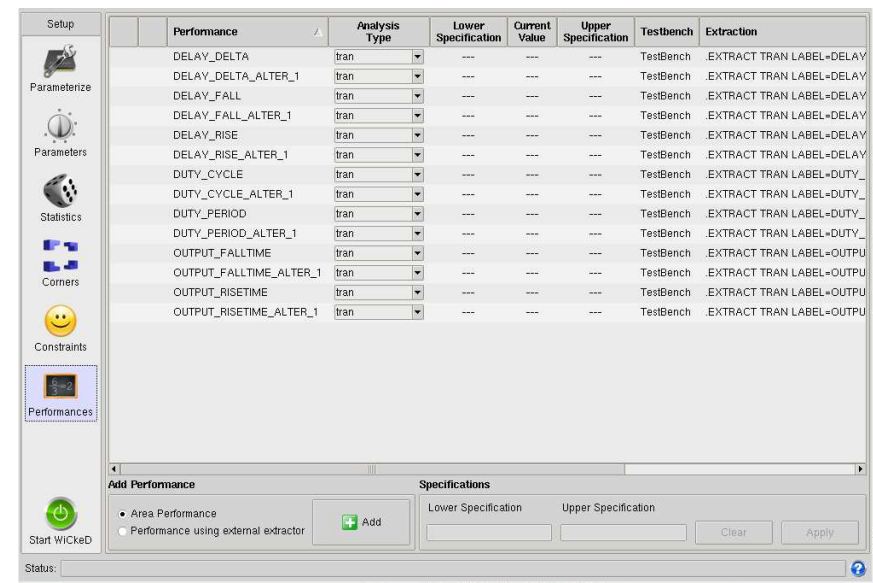 Setup
Parameterize
Parameters
Statistics
Corners
Constraints
Performances
Start WiCkeD
Performance Analysis Type Lower Specification Current Value Upper Specification Testbench Extraction
DELAY_DELTA tran --- --- --- TestBench .EXTRACT TRAN LABEL=DELAY
DELAY_DELTA_ALTER_1 tran --- --- --- TestBench .EXTRACT TRAN LABEL=DELAY
DELAY_FALL tran --- --- --- TestBench .EXTRACT TRAN LABEL=DELAY
DELAY_FALL_ALTER_1 tran --- --- --- TestBench .EXTRACT TRAN LABEL=DELAY
DELAY_RISE tran --- --- --- TestBench .EXTRACT TRAN LABEL=DELAY
DELAY_RISE_ALTER_1 tran --- --- --- TestBench .EXTRACT TRAN LABEL=DELAY
DUTY_CYCLE tran --- --- --- TestBench .EXTRACT TRAN LABEL=DUTY_
DUTY_CYCLE_ALTER_1 tran --- --- --- TestBench .EXTRACT TRAN LABEL=DUTY_
DUTY_PERIOD tran --- --- --- TestBench .EXTRACT TRAN LABEL=DUTY_
DUTY_PERIOD_ALTER_1 tran --- --- --- TestBench .EXTRACT TRAN LABEL=DUTY_
OUTPUT_FALLTIME tran --- --- --- TestBench .EXTRACT TRAN LABEL=OUTPU
OUTPUT_FALLTIME_ALTER_1 tran --- --- --- TestBench .EXTRACT TRAN LABEL=OUTPU
OUTPUT_RISETIME tran --- --- --- TestBench .EXTRACT TRAN LABEL=OUTPU
OUTPUT_RISETIME_ALTER_1 tran --- --- --- TestBench .EXTRACT TRAN LABEL=OUTPU
Add Performance
Area Performance
Performance using external extractor
Add
Specifications
Lower Specification Upper Specification
Clear Apply
Status: